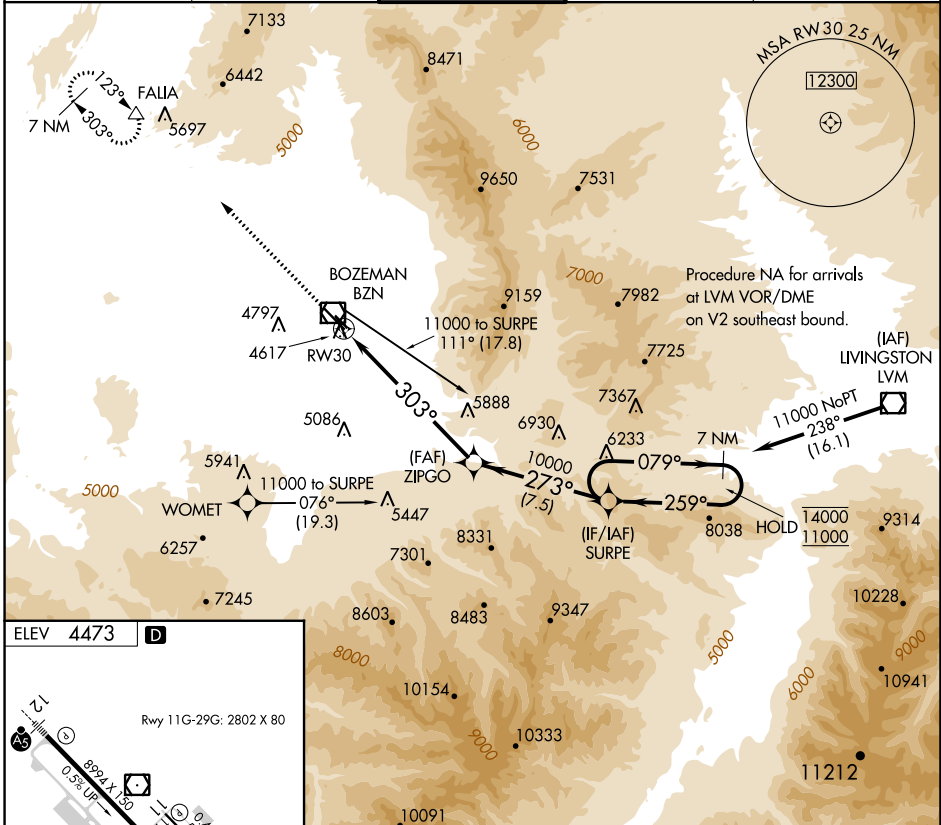 7133
8471
6442
MSA RW30 25 NM
12300
123°
FALIA
7 NM
303°
5697
5000
6000
9650
7531
BOZEMAN
BZN
7000
Procedure NA for arrivals
at LVM VOR/DME
on V2 southeast bound.
9159
7982
4797
11000 to SURPE
111° (17.8)
4617
RW30
(IAF)
LIVINGSTON
LVM
7725
303°
5888
7367
11000 NoPT
238°
(16.1)
5086
6930
6233
7 NM
(FAF)
ZIPGO
10000
273°
(7.5)
079°
5941
5000
11000 to SURPE
076°
(19.3)
WOMET
5447
259°
(IF/IAF)
SURPE
8038
HOLD
14000
11000
9314
6257
7301
8331
7245
8603
8483
9347
10228
9000
5000
ELEV 4473
D
8000
6000
10941
Rwy 11G-29G: 2802 X 80
10154
12
P
A5
8994 X 150
0.5% UP
9000
10333
11212
P
10091